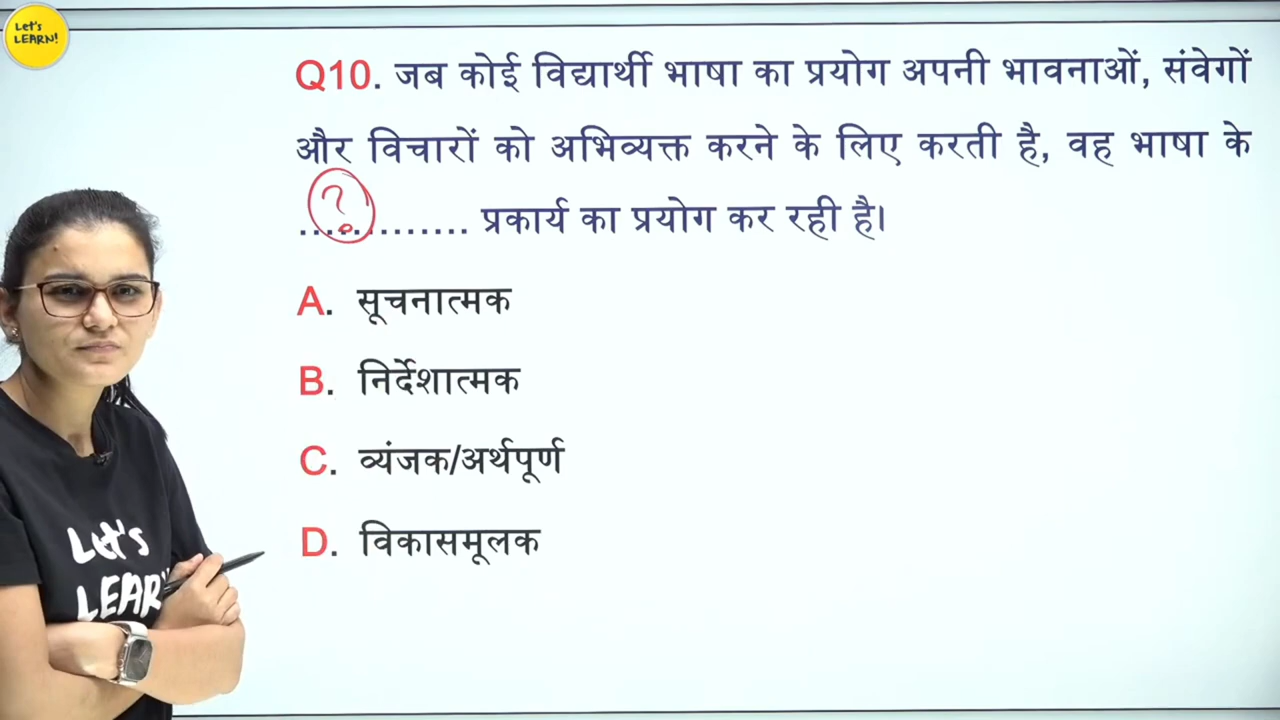 Let's
LEARN!
Q10. जब कोई विद्यार्थी भाषा का प्रयोग अपनी भावनाओं, संवेगों
और विचारों को अभिव्यक्त करने के लिए करती है, वह भाषा के
............. प्रकार्य का प्रयोग कर रही है।
?
A. सूचनात्मक
B. निर्देशात्मक
C. व्यंजक/अर्थपूर्ण
D. विकासमूलक
Let's
LEARN